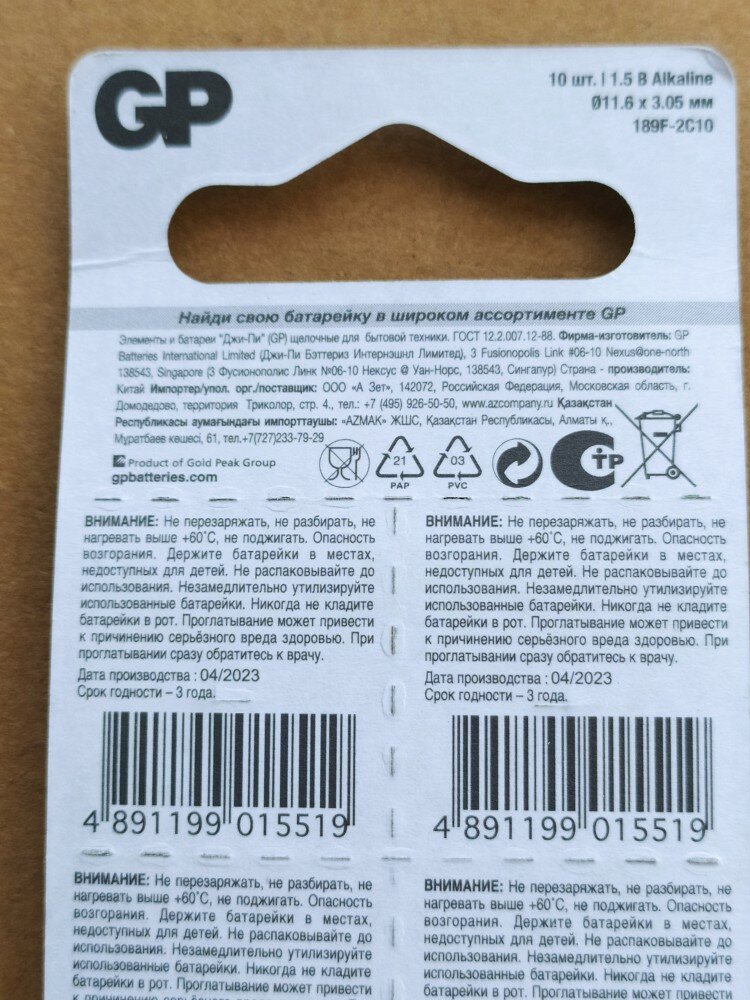 GP
10 шт. | 1.5 В Alkaline
Ø11.6 x 3.05 мм
189F-2C10
Найди свою батарейку в широком ассортименте GP
Элементы и батареи "Джи-Пи" (GP) щелочные для бытовой техники. ГОСТ 12.2.007.12-88. Фирма-изготовитель: GP
Batteries International Limited (Джи-Пи Бэттериз Интернэшнл Лимитед), 3 Fusionopolis Link #06-10 Nexus@one-north
138543, Singapore (3 Фусионополис Линк №06-10 Нексус @ Уан-Норс, 138543, Сингапур) Страна - производитель:
Китай Импортер/упол. орг./поставщик: ООО «А Зет», 142072, Российская Федерация, Московская область, г.
Домодедово, территория Триколор, стр. 4., тел.: +7 (495) 926-50-50, www.azcompany.ru Қазақстан
Республикасы аумағындағы импорттаушы: «AZMAK» ЖШС, Қазақстан Республикасы, Алматы қ.,
Муратбаев көшесі, 61, тел.+7(727)233-79-29
Product of Gold Peak Group
gpbatteries.com
21
PAP
03
PVC
СТР
ВНИМАНИЕ: Не перезаряжать, не разбирать, не
нагревать выше +60˚C, не поджигать. Опасность
возгорания. Держите батарейки в местах,
недоступных для детей. Не распаковывайте до
использования. Незамедлительно утилизируйте
использованные батарейки. Никогда не кладите
батарейки в рот. Проглатывание может привести
к причинению серьёзного вреда здоровью. При
проглатывании сразу обратитесь к врачу.
Дата производства : 04/2023
Срок годности – 3 года.
4 891199 015519
ВНИМАНИЕ: Не перезаряжать, не разбирать, не
нагревать выше +60˚C, не поджигать. Опасность
возгорания. Держите батарейки в местах,
недоступных для детей. Не распаковывайте до
использования. Незамедлительно утилизируйте
использованные батарейки. Никогда не кладите
батарейки в рот. Проглатывание может привести
к причинению серьёзного вреда здоровью. При
проглатывании сразу обратитесь к врачу.
Дата производства : 04/2023
Срок годности – 3 года.
4 891199 015519
ВНИМАНИЕ: Не перезаряжать, не разбирать, не
нагревать выше +60˚C, не поджигать. Опасность
возгорания. Держите батарейки в местах,
недоступных для детей. Не распаковывайте до
использования. Незамедлительно утилизируйте
использованные батарейки. Никогда не кладите
батарейки в рот. Проглатывание может привести
ВНИМАНИЕ: Не перезаряжать, не разбирать, не
нагревать выше +60˚C, не поджигать. Опасность
возгорания. Держите батарейки в местах,
недоступных для детей. Не распаковывайте до
использования. Незамедлительно утилизируйте
использованные батарейки. Никогда не кладите
батарейки в рот. Проглатывание может привести